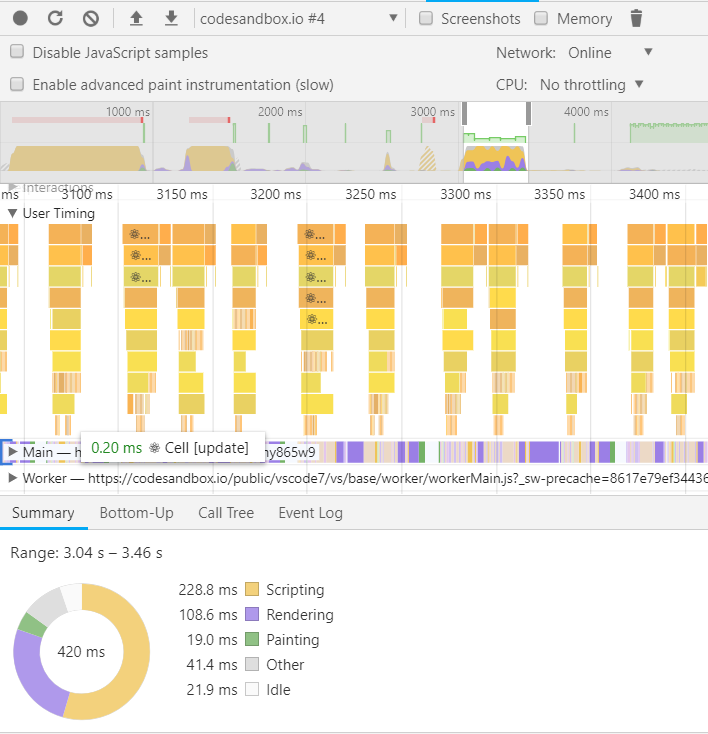 codesandbox.io #4 Screenshots Memory
Disable JavaScript samples Network: Online
Enable advanced paint instrumentation (slow) CPU: No throttling
1000 ms 2000 ms 3000 ms 4000 ms
Interactions
ms 3100 ms 3150 ms 3200 ms 3250 ms 3300 ms 3350 ms 3400 ms
User Timing
... ...
... ...
... ...
...
...
0.20 ms Cell [update]
Main — h ny865w9
Worker — https://codesandbox.io/public/vscode7/vs/base/worker/workerMain.js?_sw-precache=8617e79ef34436
Summary Bottom-Up Call Tree Event Log
Range: 3.04 s – 3.46 s
228.8 ms Scripting
108.6 ms Rendering
420 ms
19.0 ms Painting
41.4 ms Other
21.9 ms Idle